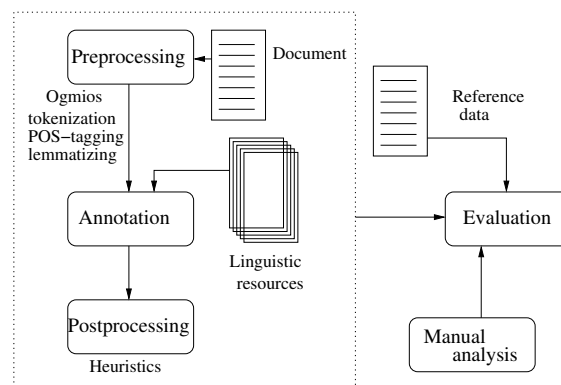 Preprocessing
Document
Ogmios
tokenization
POS−tagging
lemmatizing
Annotation
Linguistic
resources
Postprocessing
Heuristics
Reference
data
Evaluation
Manual
analysis